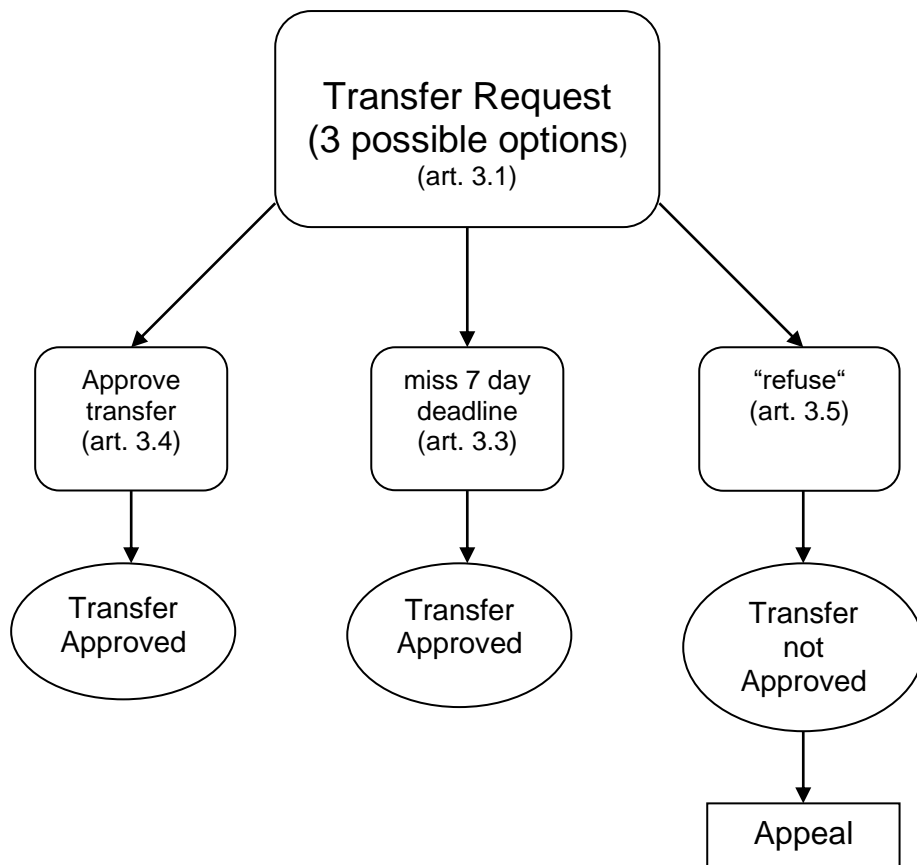 Transfer Request
(3 possible options)
(art. 3.1)
Approve
transfer
(art. 3.4)
miss 7 day
deadline
(art. 3.3)
“refuse“
(art. 3.5)
Transfer
Approved
Transfer
Approved
Transfer
not
Approved
Appeal